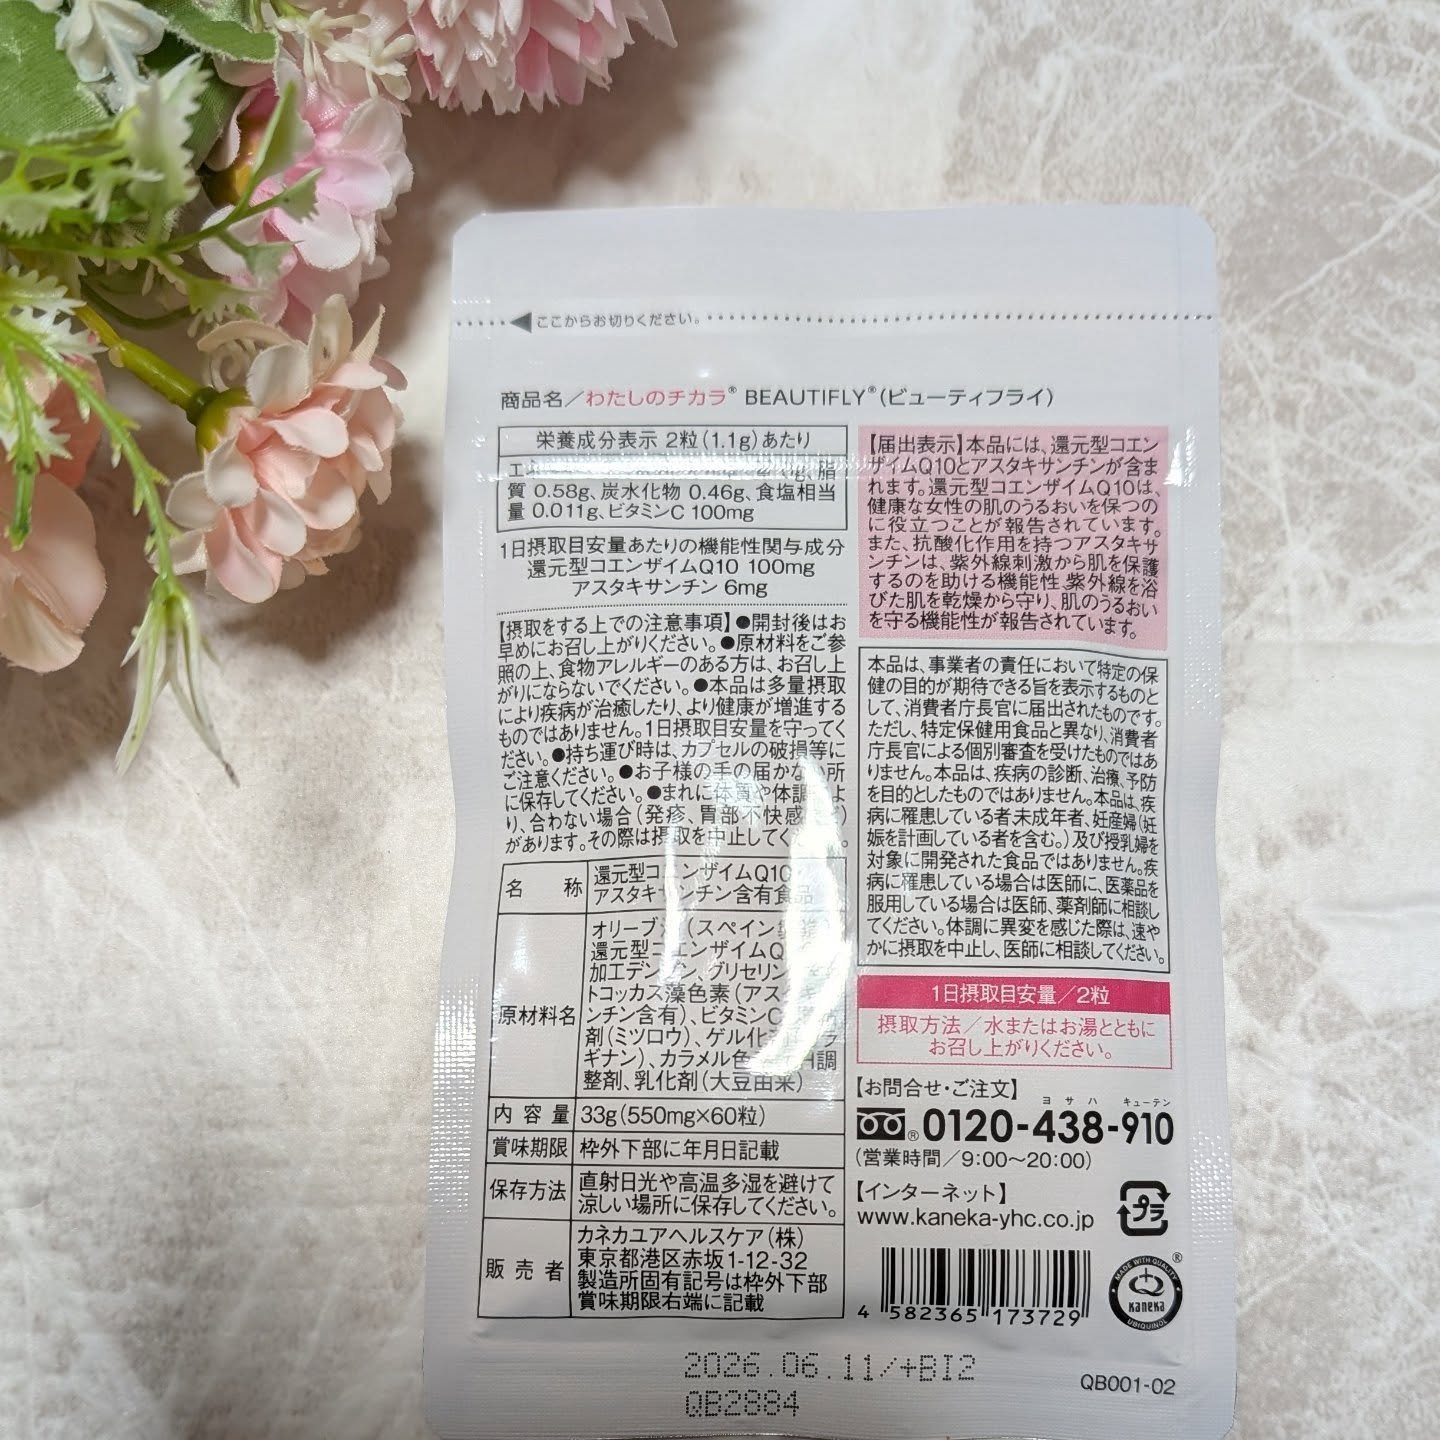 ここからお切りください。
商品名/わたしのチカラ® BEAUTIFLY®(ビューティフライ)
栄養成分表示 2粒(1.1g)あたり
脂
質 0.58g、炭水化物 0.46g、食塩相当
量 0.011g、ビタミンC 100mg
1日摂取目安量あたりの機能性関与成分
還元型コエンザイムQ10 100mg
アスタキサンチン 6mg
【摂取をする上での注意事項】●開封後はお
早めにお召し上がりください。●原材料をご参
照の上、食物アレルギーのある方は、お召し上
がりにならないでください。●本品は多量摂取
により疾病が治癒したり、より健康が増進する
ものではありません。1日摂取目安量を守ってく
ださい。●持ち運び時は、カプセルの破損等に
ご注意ください。●お子様の手の届かな 所
に保存してください。●まれに体質や体調 よ
り、合わない場合(発疹、胃部不快感 )
があります。その際は摂取を中止してく 。
名称 還元型コエンザイムQ10・
アスタキサンチン含有食品
原材料名 オリーブ (スペイン
還元型コエンザイムQ
加工デンプン、グリセリン
トコッカス藻色素(アスタキ
ンチン含有)、ビタミンC
剤(ミツロウ)、ゲル化 ラ
ギナン)、カラメル色 調
整剤、乳化剤(大豆由来)
内容量 33g(550mg×60粒)
賞味期限 枠外下部に年月日記載
保存方法 直射日光や高温多湿を避けて
涼しい場所に保存してください。
販売者 カネカユアヘルスケア(株)
東京都港区赤坂1-12-32
製造所固有記号は枠外下部
賞味期限右端に記載
【届出表示】本品には、還元型コエン
ザイムQ10とアスタキサンチンが含ま
れます。還元型コエンザイムQ10は、
健康な女性の肌のうるおいを保つの
に役立つことが報告されています。
また、抗酸化作用を持つアスタキサ
ンチンは、紫外線刺激から肌を保護
するのを助ける機能性、紫外線を浴
びた肌を乾燥から守り、肌のうるおい
を守る機能性が報告されています。
本品は、事業者の責任において特定の保
健の目的が期待できる旨を表示するものと
して、消費者庁長官に届出されたものです。
ただし、特定保健用食品と異なり、消費者
庁長官による個別審査を受けたものではあ
りません。本品は、疾病の診断、治療、予防
を目的としたものではありません。本品は、疾
病に罹患している者、未成年者、妊産婦(妊
娠を計画している者を含む。)及び授乳婦を
対象に開発された食品ではありません。疾
病に罹患している場合は医師に、医薬品を
服用している場合は医師、薬剤師に相談し
てください。体調に異変を感じた際は、速や
かに摂取を中止し、医師に相談してください。
1日摂取目安量/2粒
摂取方法/水またはお湯とともに
お召し上がりください。
【お問合せ・ご注文】
ヨサハ キューテン
® 0120-438-910
(営業時間/9:00〜20:00)
【インターネット】
www.kaneka-yhc.co.jp
プラ
4 582365 173729
MADE WITH QUALITY
Kaneka
UBIQUINOL
®
2026.06.11/+BI2
QB2884
QB001-02